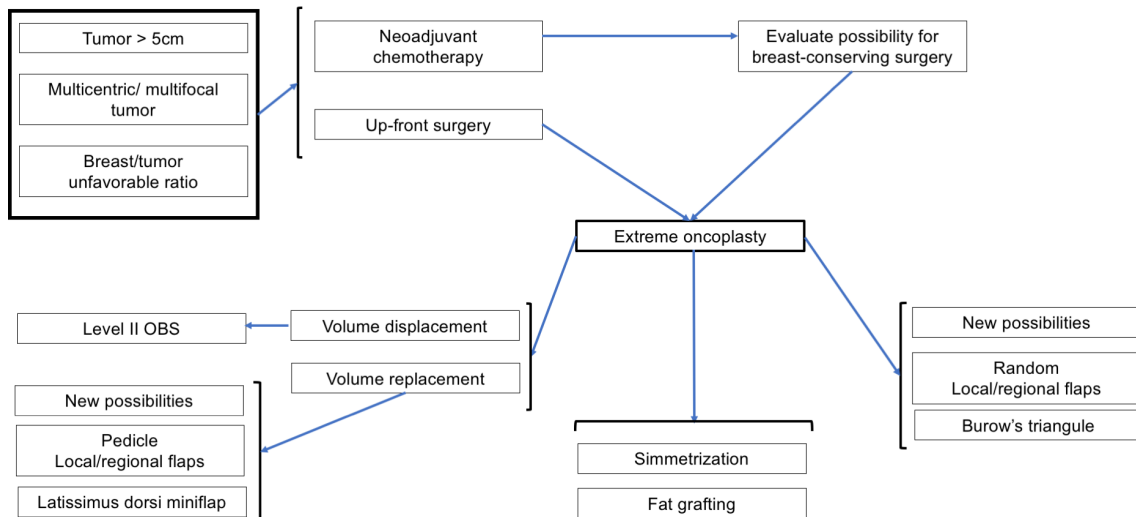 Tumor > 5cm
Multicentric/ multifocal
tumor
Breast/tumor
unfavorable ratio
Neoadjuvant
chemotherapy
Up-front surgery
Evaluate possibility for
breast-conserving surgery
Extreme oncoplasty
Level II OBS
Volume displacement
Volume replacement
New possibilities
Pedicle
Local/regional flaps
Latissimus dorsi miniflap
Simmetrization
Fat grafting
New possibilities
Random
Local/regional flaps
Burow's triangule